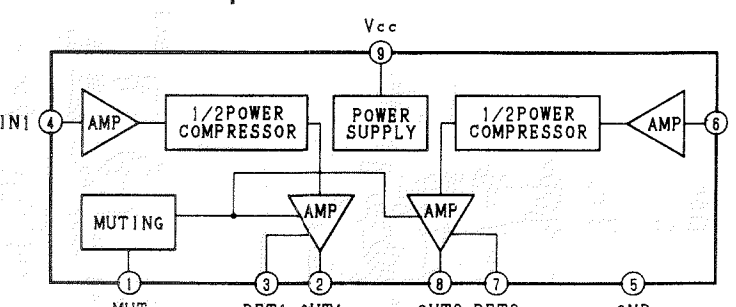 Vcc
9
IN1 4 AMP 1/2POWER COMPRESSOR
POWER SUPPLY
1/2POWER COMPRESSOR AMP 6
MUTING
AMP
AMP
1
3
2
8
7
5